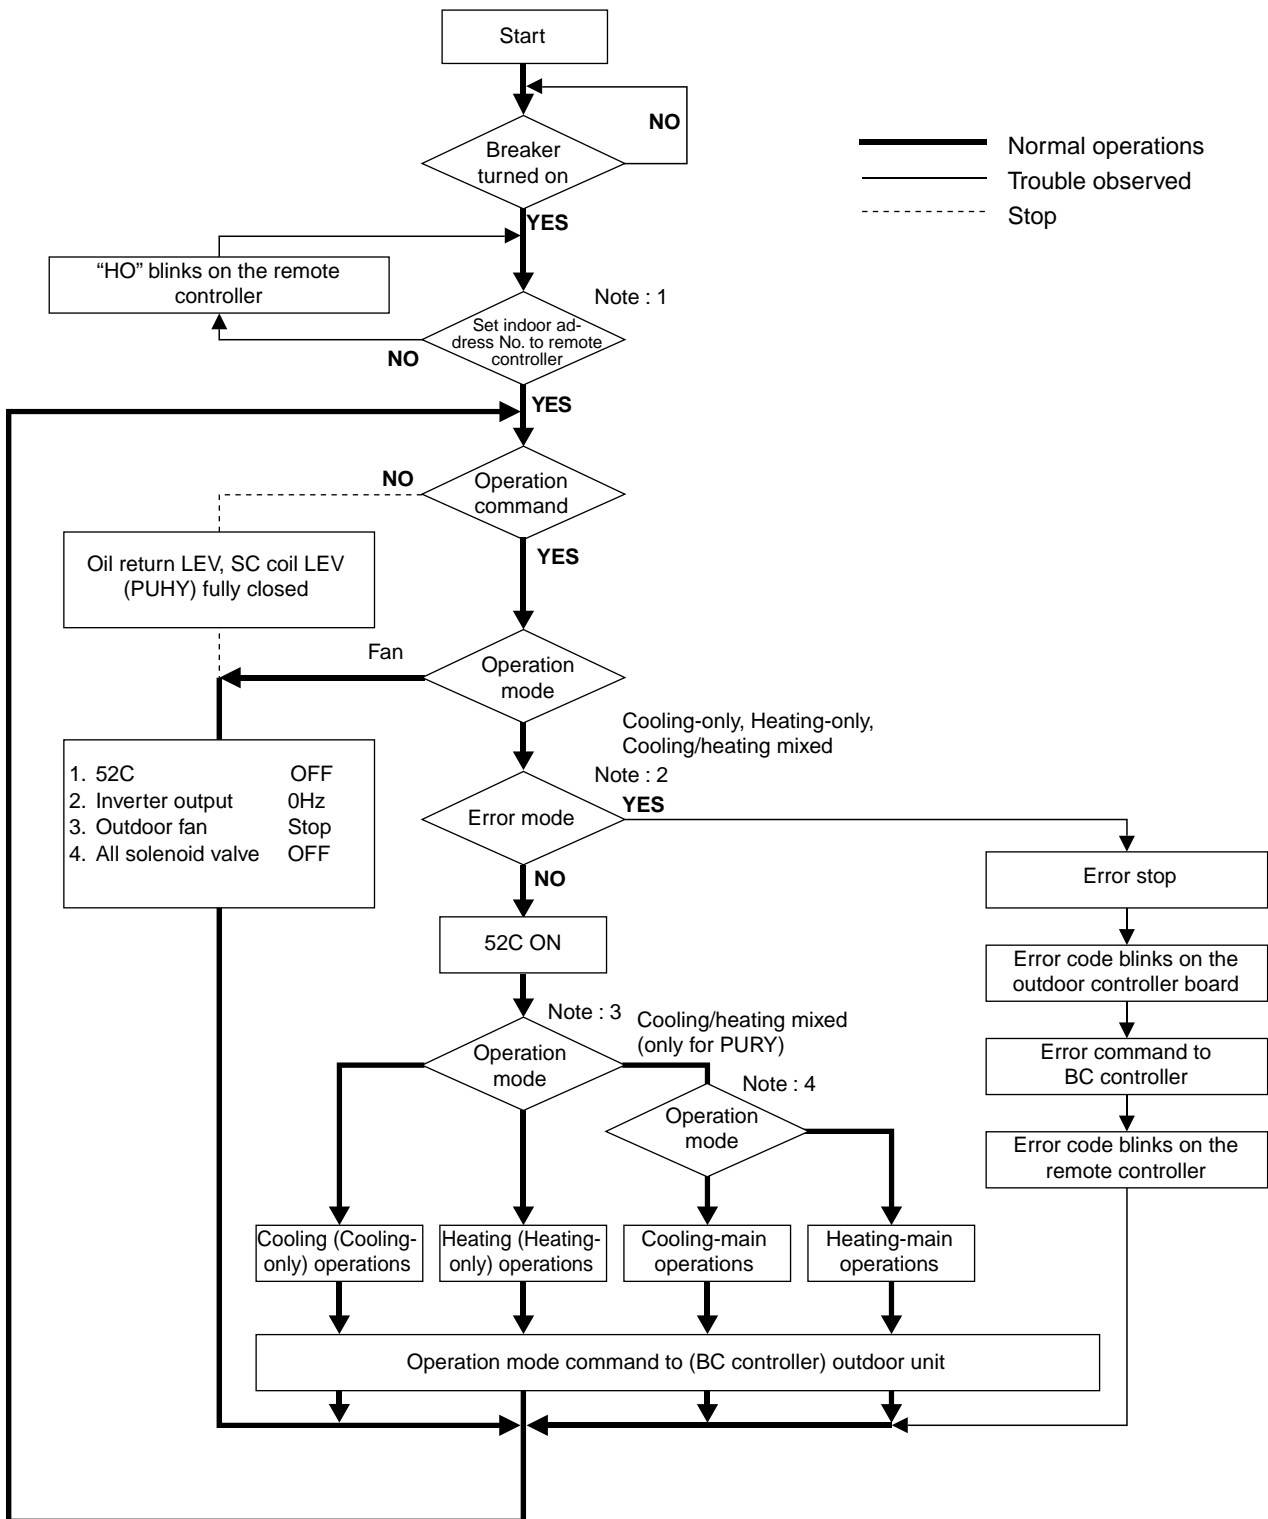 Start
NO
Breaker
turned on
YES
Normal operations
Trouble observed
Stop
“HO” blinks on the remote
controller
Note : 1
Set indoor ad-
dress No. to remote
controller
NO
YES
NO
Operation
command
YES
Oil return LEV, SC coil LEV
(PUHY) fully closed
Fan
Operation
mode
Cooling-only, Heating-only,
Cooling/heating mixed
Note : 2
YES
Error mode
NO
1. 52C OFF
2. Inverter output 0Hz
3. Outdoor fan Stop
4. All solenoid valve OFF
Error stop
52C ON
Error code blinks on the
outdoor controller board
Note : 3
Cooling/heating mixed
(only for PURY)
Operation
mode
Error command to
BC controller
Note : 4
Operation
mode
Error code blinks on the
remote controller
Cooling (Cooling-
only) operations
Heating (Heating-
only) operations
Cooling-main
operations
Heating-main
operations
Operation mode command to (BC controller) outdoor unit